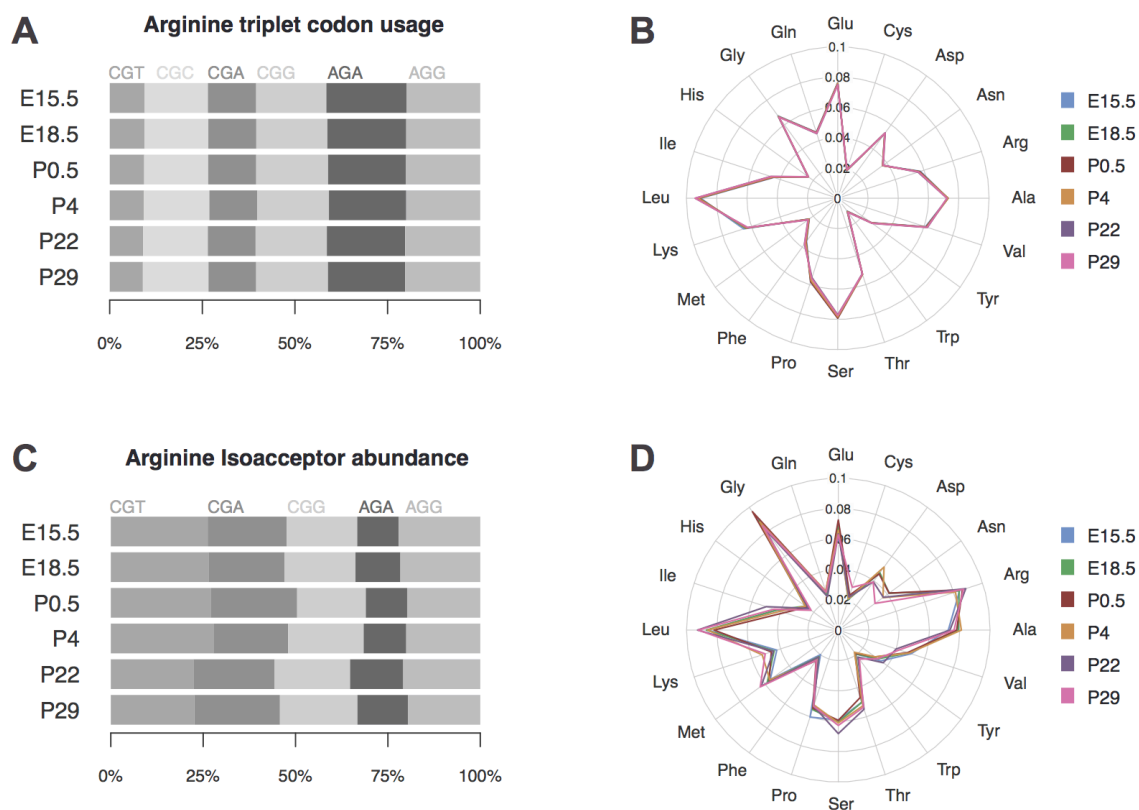 A
Arginine triplet codon usage
CGT CGC CGA CGG AGA AGG
E15.5
E18.5
P0.5
P4
P22
P29
0% 25% 50% 75% 100%
B
Glu
Cys
Asp
Asn
Arg
Ala
Val
Tyr
Trp
Thr
Ser
Pro
Phe
Met
Lys
Leu
Ile
His
Gly
Gln
0.1
0.08
0.06
0.04
0.02
0
E15.5
E18.5
P0.5
P4
P22
P29
C
Arginine Isoacceptor abundance
CGT CGA CGG AGA AGG
E15.5
E18.5
P0.5
P4
P22
P29
0% 25% 50% 75% 100%
D
Glu
Cys
Asp
Asn
Arg
Ala
Val
Tyr
Trp
Thr
Ser
Pro
Phe
Met
Lys
Leu
Ile
His
Gly
Gln
0.1
0.08
0.06
0.04
0.02
0
E15.5
E18.5
P0.5
P4
P22
P29